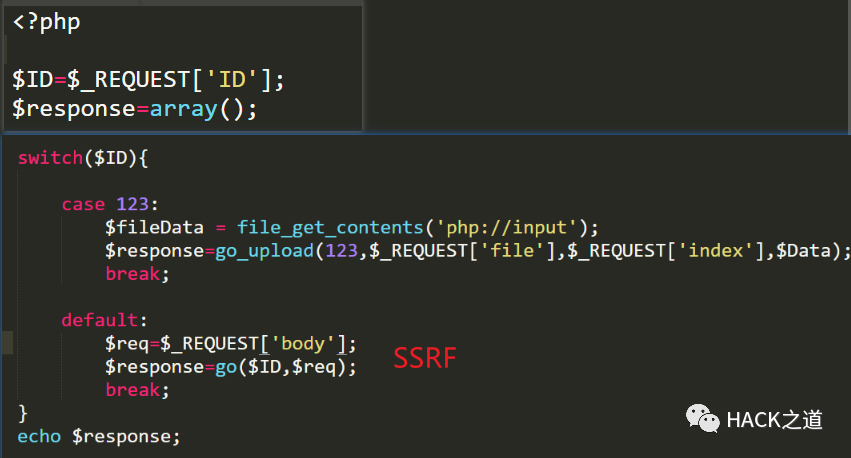 <?php
$ID=$_REQUEST['ID'];
$response=array();
switch($ID){
case 123:
$fileData = file_get_contents('php://input');
$response=go_upload(123,$_REQUEST['file'],$_REQUEST['index'],$Data);
break;
default:
$req=$_REQUEST['body'];
$response=go($ID,$req);
SSRF
break;
}
echo $response;
HACK之道